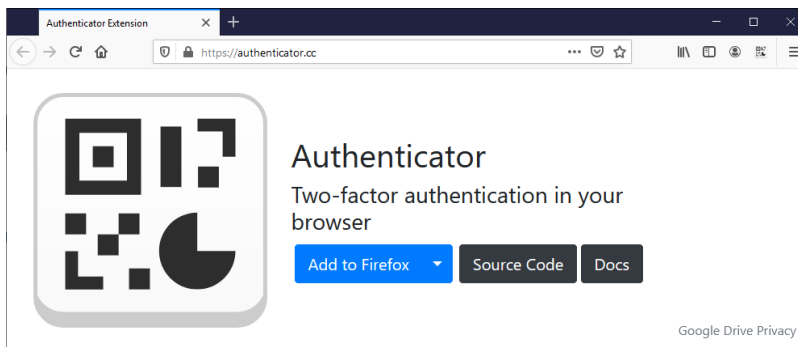 Authenticator Extension
https://authenticator.cc
Authenticator
Two-factor authentication in your
browser
Add to Firefox
Source Code
Docs
Google Drive Privacy